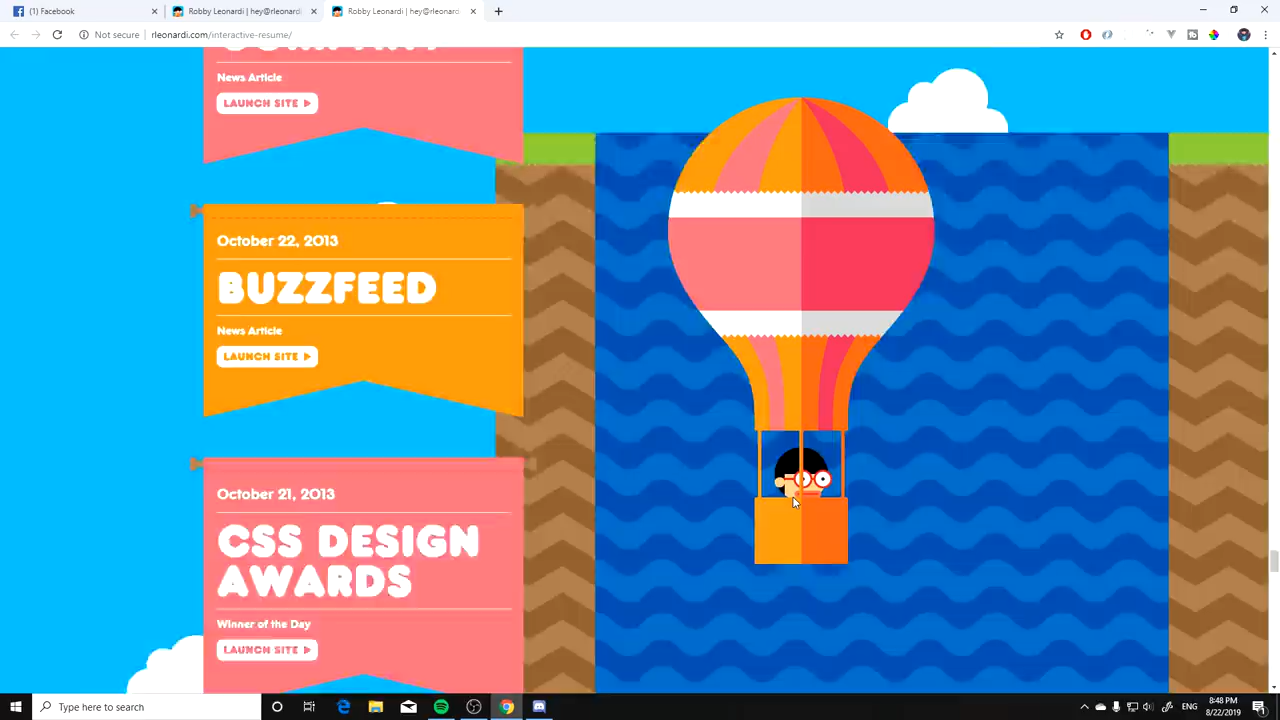 (1) Facebook
Robby Leonardi | hey@rleonardi
Robby Leonardi | hey@rleonardi
Not secure
rleonardi.com/interactive-resume/
News Article
LAUNCH SITE
October 22, 2013
BUZZFEED
News Article
LAUNCH SITE
October 21, 2013
CSS DESIGN
AWARDS
Winner of the Day
LAUNCH SITE
Type here to search
ENG
8:48 PM
8/22/2019
1